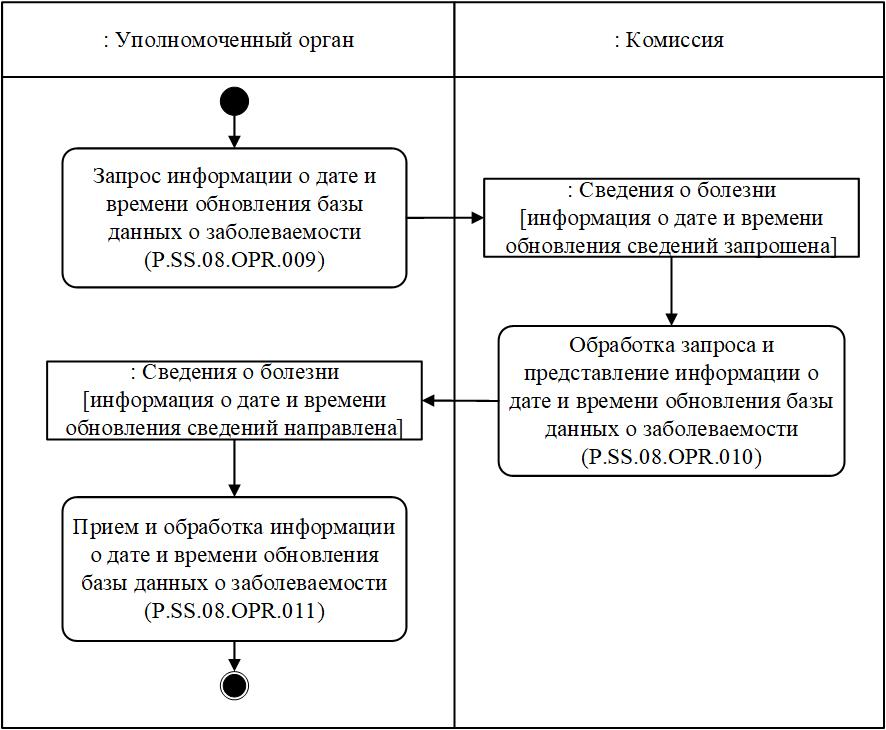 : Уполномоченный орган
: Комиссия
Запрос информации о дате и
времени обновления базы
данных о заболеваемости
(P.SS.08.OPR.009)
: Сведения о болезни
[информация о дате и времени
обновления сведений запрошена]
Обработка запроса и
представление информации о
дате и времени обновления базы
данных о заболеваемости
(P.SS.08.OPR.010)
: Сведения о болезни
[информация о дате и времени
обновления сведений направлена]
Прием и обработка информации
о дате и времени обновления
базы данных о заболеваемости
(P.SS.08.OPR.011)